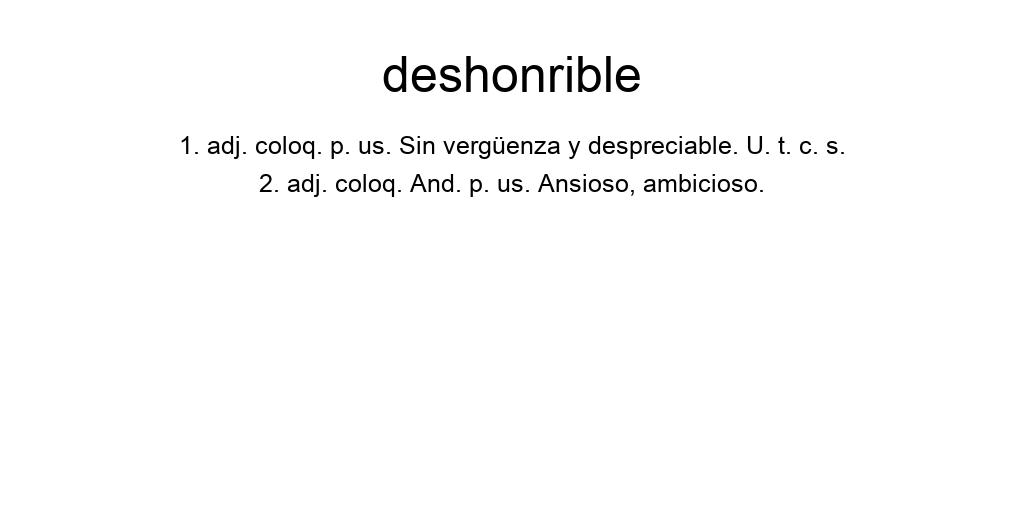 deshonrible
1. adj. coloq. p. us. Sin vergüenza y despreciable. U. t. c. s.
2. adj. coloq. And. p. us. Ansioso, ambicioso.